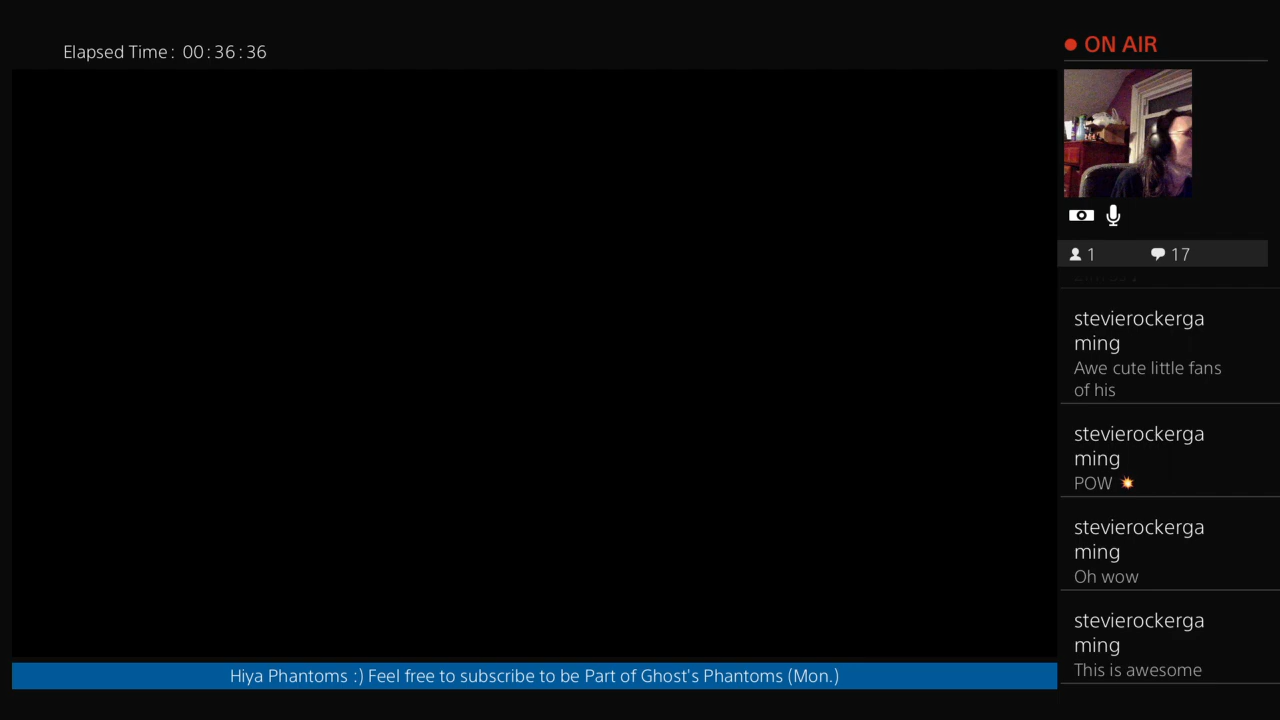 Elapsed Time: 00:36:36
ON AIR
1
17
stevierockerga
ming
Awe cute little fans
of his
stevierockerga
ming
POW 💥
stevierockerga
ming
Oh wow
stevierockerga
ming
This is awesome
Hiya Phantoms :) Feel free to subscribe to be Part of Ghost's Phantoms (Mon.)